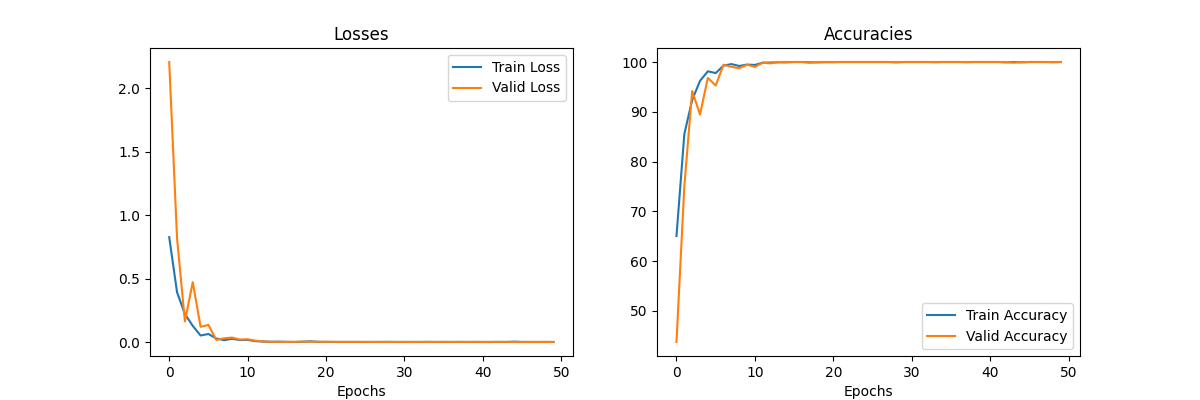 Losses
2.0
1.5
1.0
0.5
0.0
Train Loss
Valid Loss
0 10 20 30 40 50
Epochs
Accuracies
100
90
80
70
60
50
Train Accuracy
Valid Accuracy
0 10 20 30 40 50
Epochs